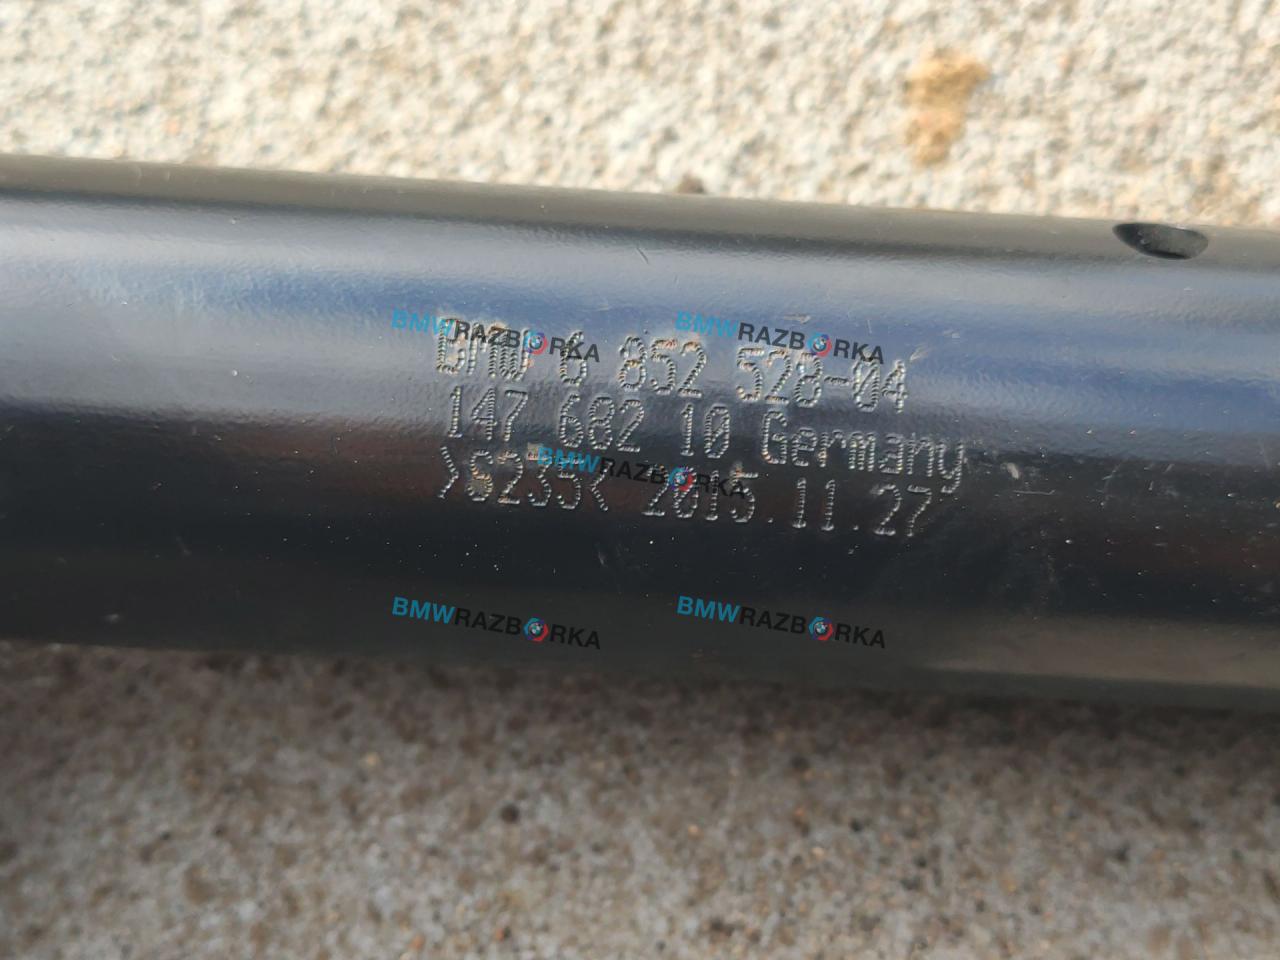 BMW 6 852 528-04
147 682 10 Germany
>S235< 2015.11.27
BMWRAZBORKA
BMWRAZBORKA
BMWRAZBORKA
BMWRAZBORKA
BMWRAZBORKA